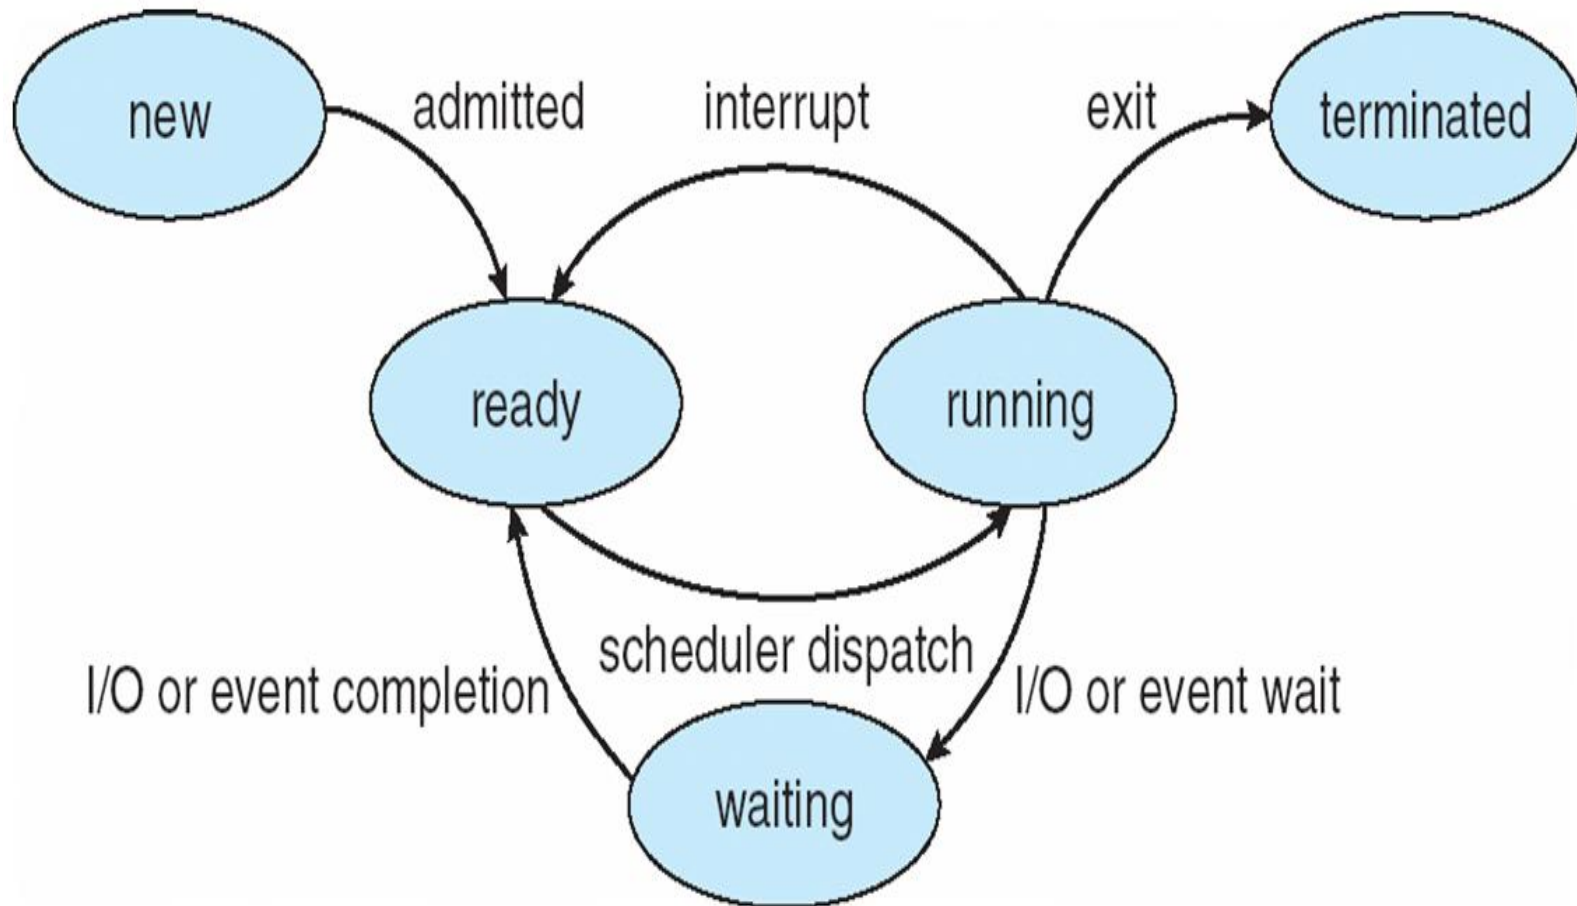 new
admitted
interrupt
exit
terminated
ready
running
scheduler dispatch
I/O or event completion
I/O or event wait
waiting